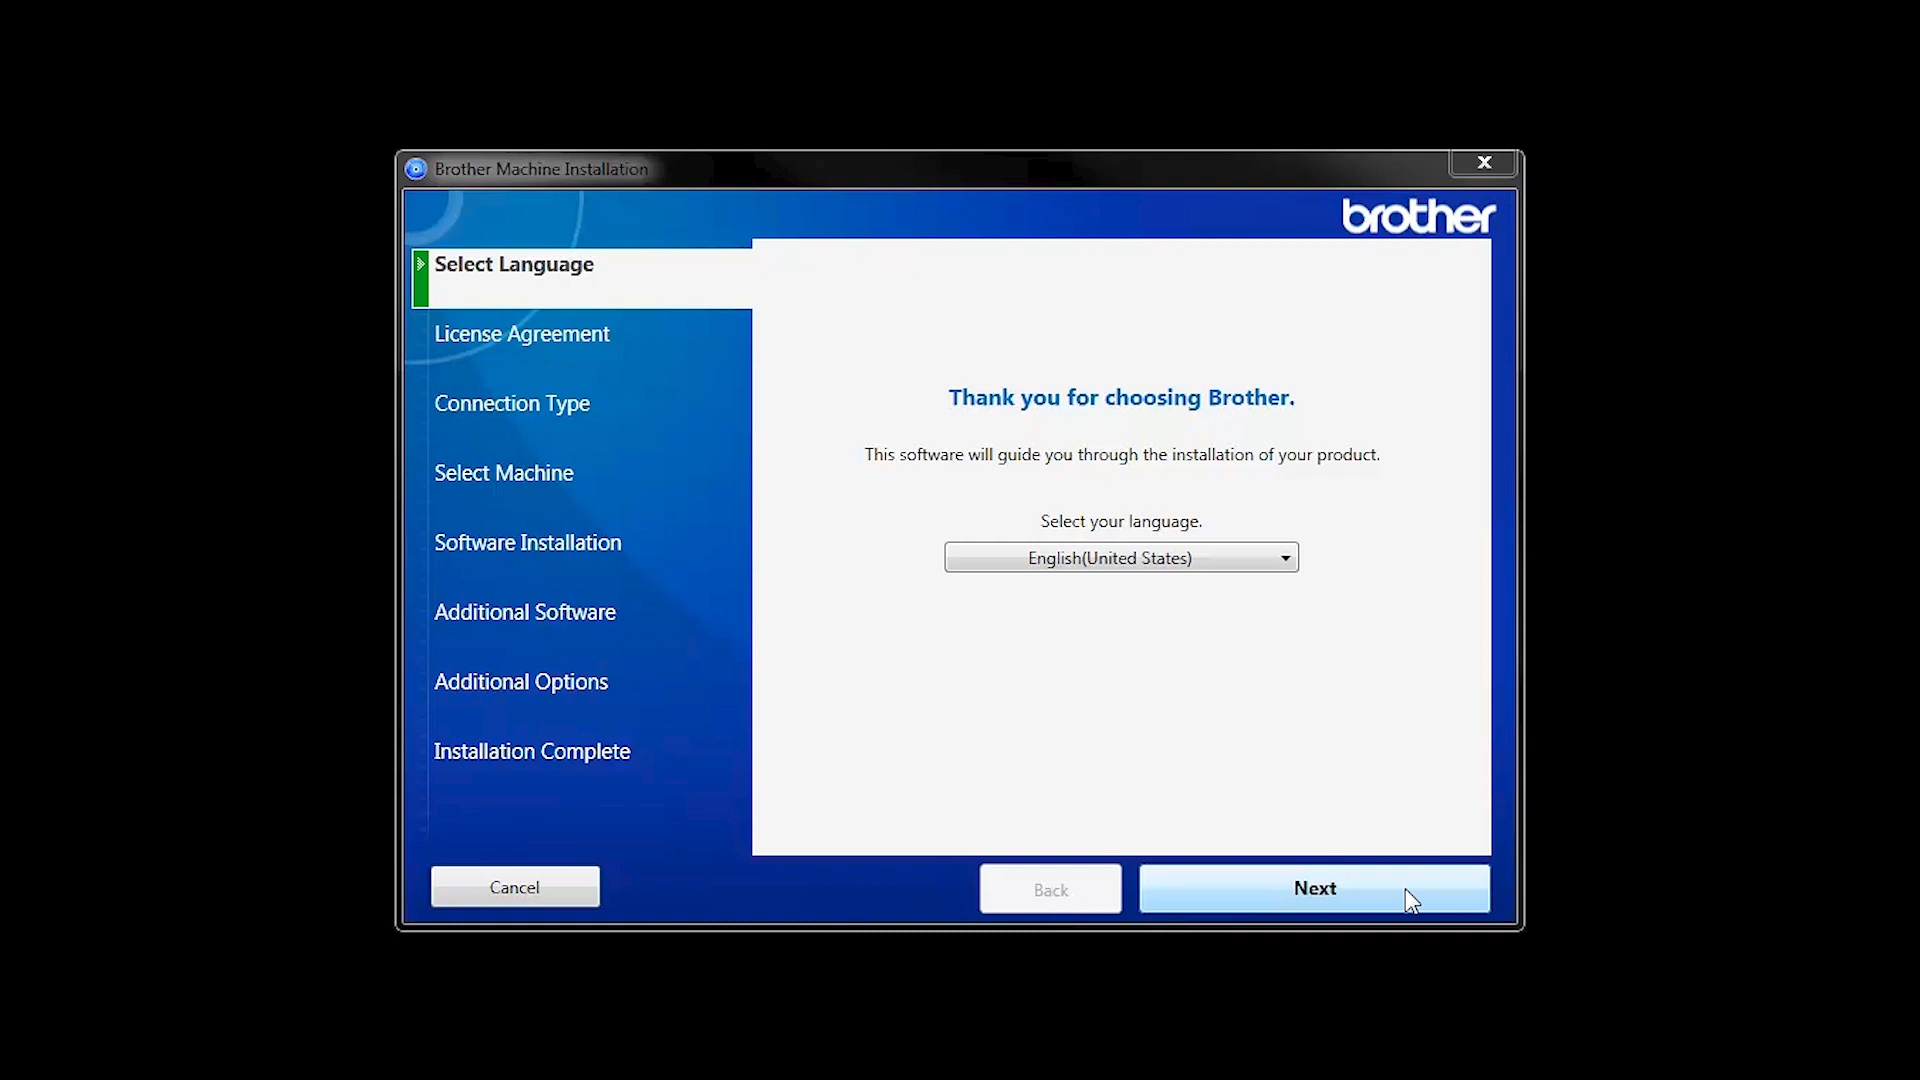 Brother Machine Installation
X
brother
Select Language
License Agreement
Connection Type
Select Machine
Software Installation
Additional Software
Additional Options
Installation Complete
Thank you for choosing Brother.
This software will guide you through the installation of your product.
Select your language.
English(United States)
Cancel
Back
Next